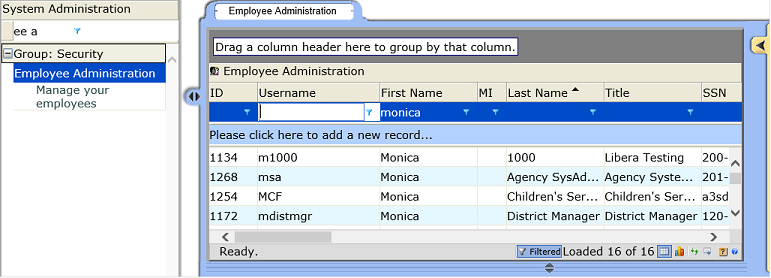 System Administration
ee a
Group: Security
Employee Administration
Manage your
employees
Employee Administration
Drag a column header here to group by that column.
Employee Administration
ID Username First Name MI Last Name Title SSN
monica
Please click here to add a new record...
1134 m1000 Monica 1000 Libera Testing 200-
1268 msa Monica Agency SysAd... Agency Syste... 201-
1254 MCF Monica Children's Ser... Children's Ser... a3sd
1172 mdistmgr Monica District Manager District Manager 120-
Ready. Filtered Loaded 16 of 16